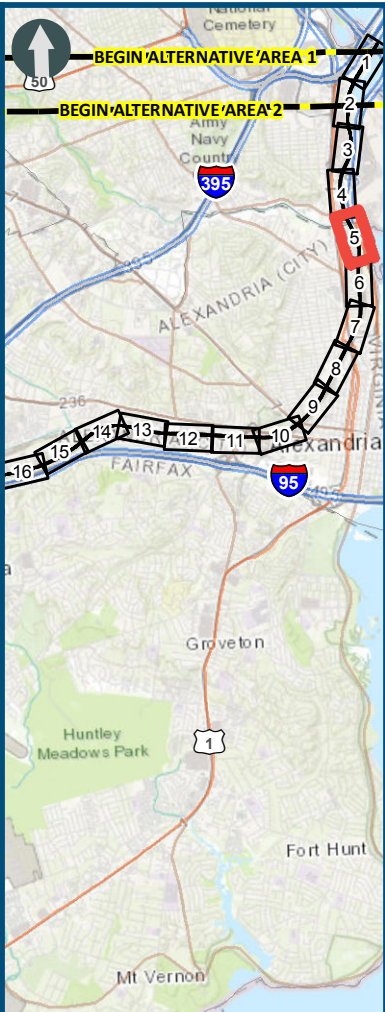 National
Cemetery
BEGIN ALTERNATIVE AREA 1
50
1
BEGIN ALTERNATIVE AREA 2
2
Army
Navy
Country
3
395
4
5
ALEXANDRIA (CITY)
395
6
7
VIRGINIA
8
236
9
10
11
12
13
14
15
16
Alexandria
FAIRFAX
95
495
Groveton
1
Huntley
Meadows Park
Fort Hunt
Mt Vernon